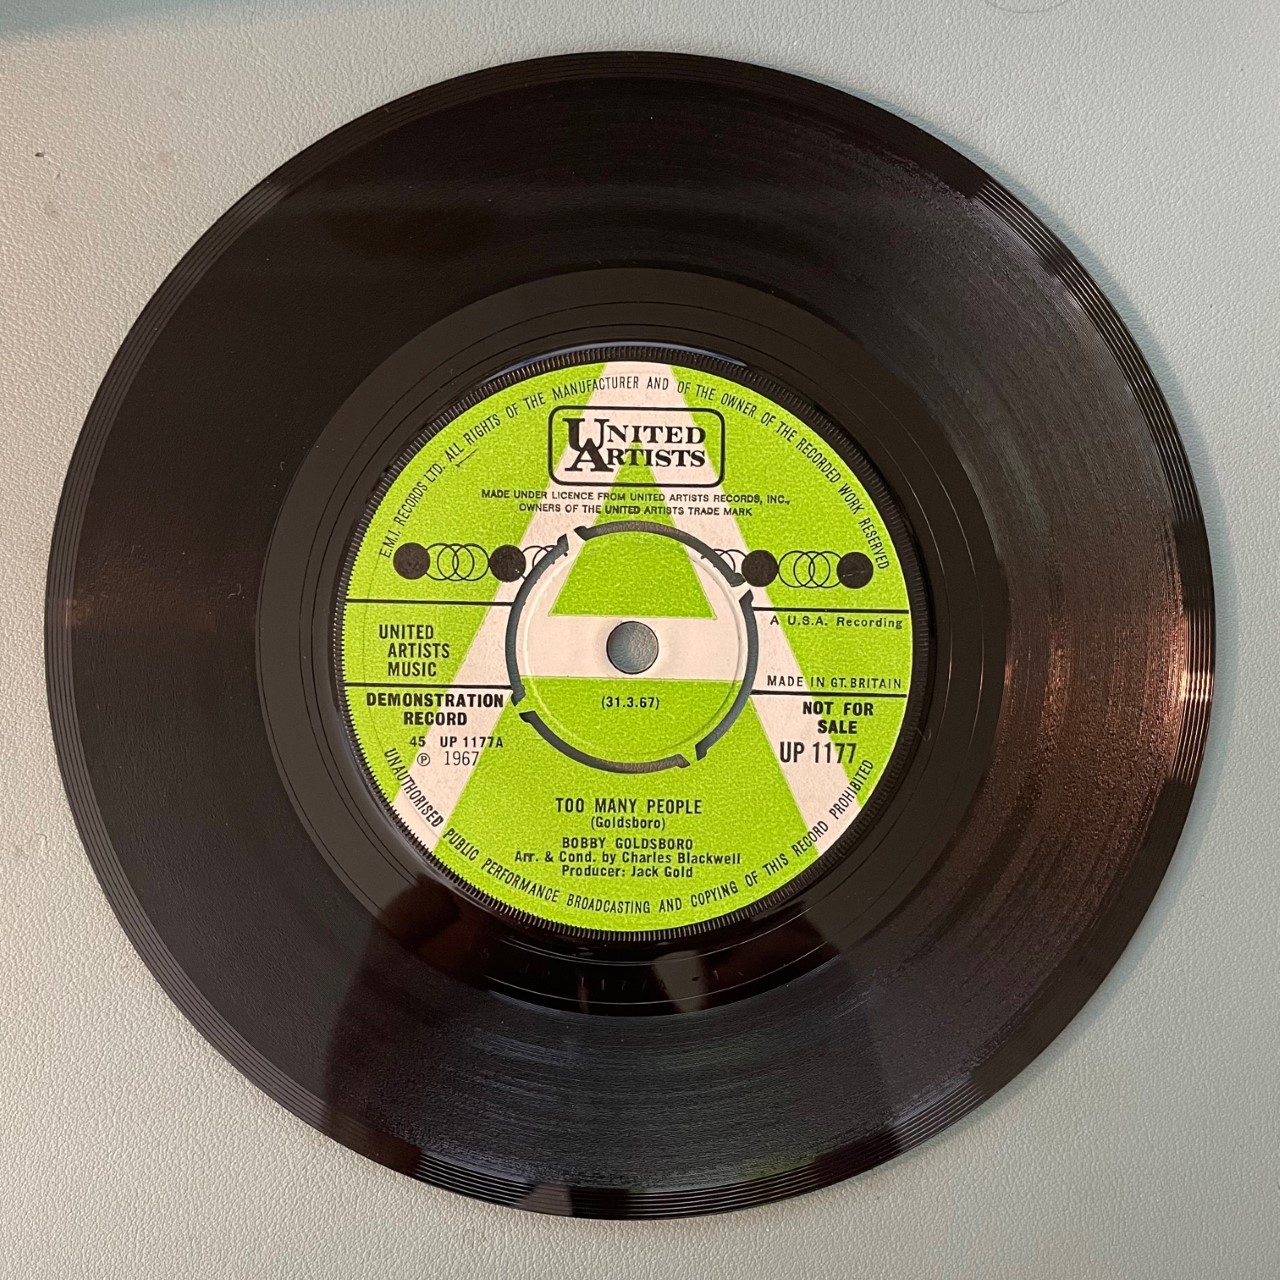 E.M.I. RECORDS LTD. ALL RIGHTS OF THE MANUFACTURER AND OF THE OWNER OF THE RECORDED WORK RESERVED
UNITED
ARTISTS
MADE UNDER LICENCE FROM UNITED ARTISTS RECORDS, INC.,
OWNERS OF THE UNITED ARTISTS TRADE MARK
UNITED
ARTISTS
MUSIC
A U.S.A. Recording
MADE IN GT. BRITAIN
DEMONSTRATION
RECORD
(31.3.67)
NOT FOR
SALE
45 UP 1177A
℗ 1967
UP 1177
TOO MANY PEOPLE
(Goldsboro)
BOBBY GOLDSBORO
Arr. & Cond. by Charles Blackwell
Producer: Jack Gold
UNAUTHORISED PUBLIC PERFORMANCE BROADCASTING AND COPYING OF THIS RECORD PROHIBITED